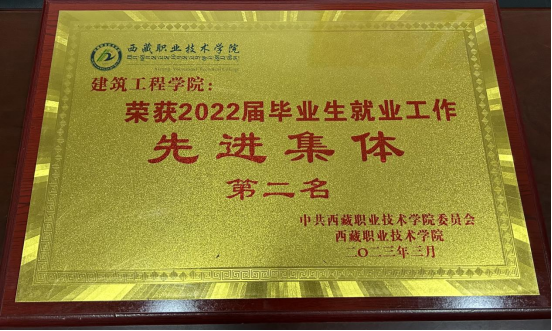 西藏职业技术学院
建筑工程学院：
荣获2022届毕业生就业工作
先进集体
第二名
中共西藏职业技术学院委员会
西藏职业技术学院
二〇二三年三月